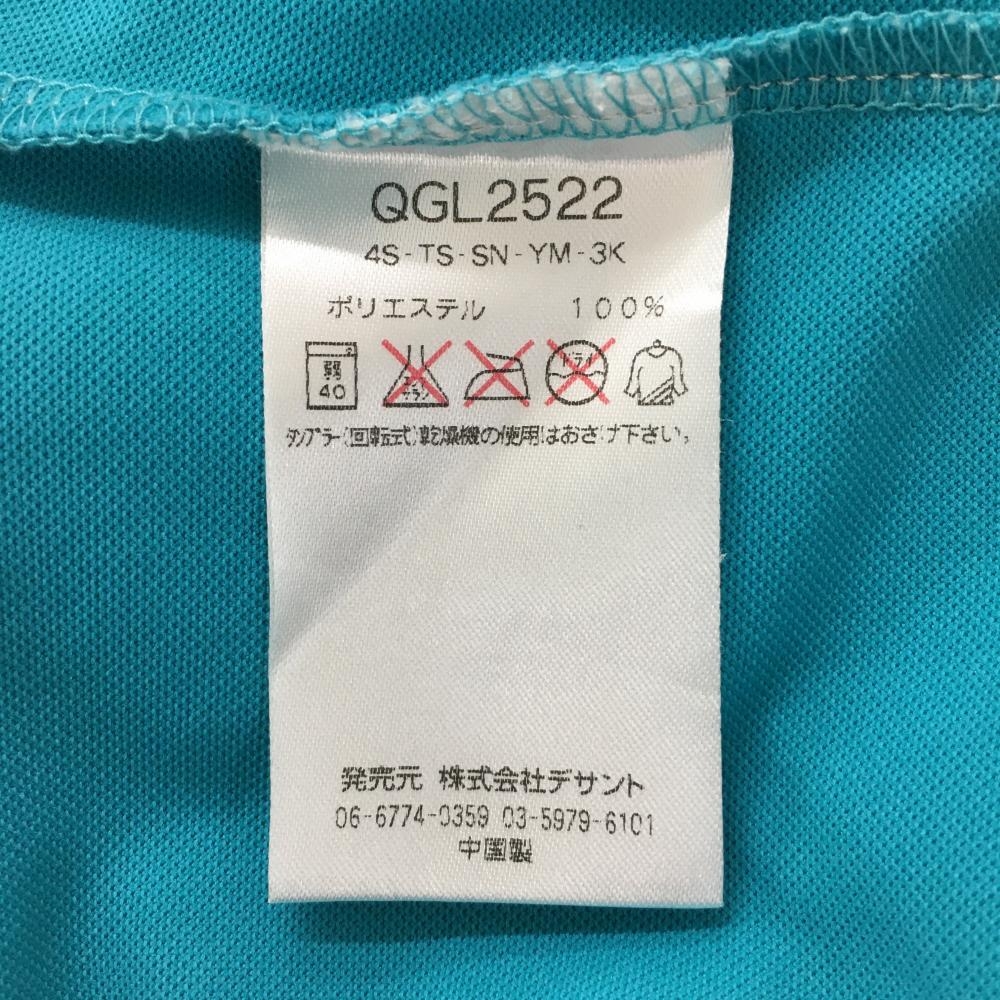 QGL2522
4S-TS-SN-YM-3K
ポリエステル 100%
弱 40 ドライ
タンブラー(回転式)乾燥機の使用はおさけ下さい。
発売元 株式会社デサント
06-6774-0359 03-5979-6101
中国製